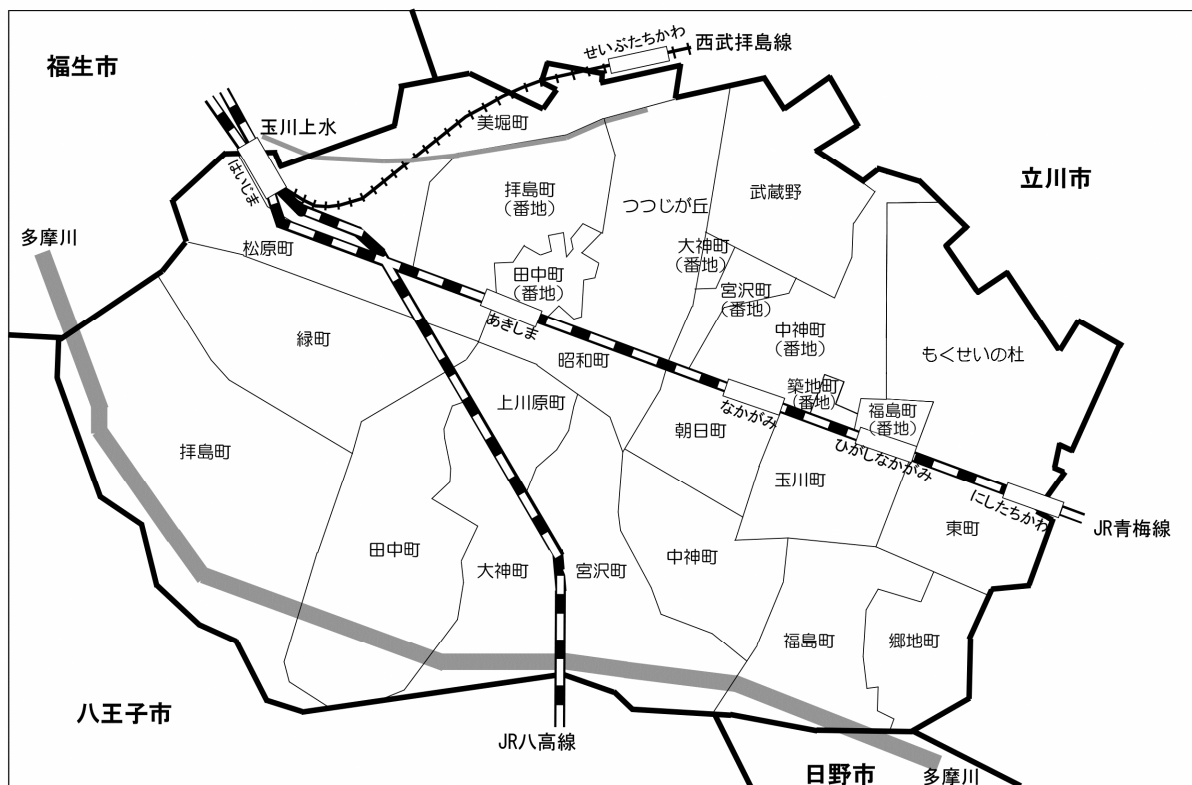 せいぶたちかわ
西武拝島線
福生市
玉川上水
美堀町
はいじま
立川市
拝島町
(番地)
武蔵野
つつじが丘
多摩川
松原町
大神町
(番地)
田中町
(番地)
宮沢町
(番地)
あきしま
緑町
昭和町
中神町
(番地)
もくせいの杜
築地町
(番地)
上川原町
なかがみ
福島町
(番地)
朝日町
ひがしなかがみ
拝島町
玉川町
にしたちかわ
東町
JR青梅線
田中町
大神町
宮沢町
中神町
福島町
郷地町
八王子市
JR八高線
日野市
多摩川